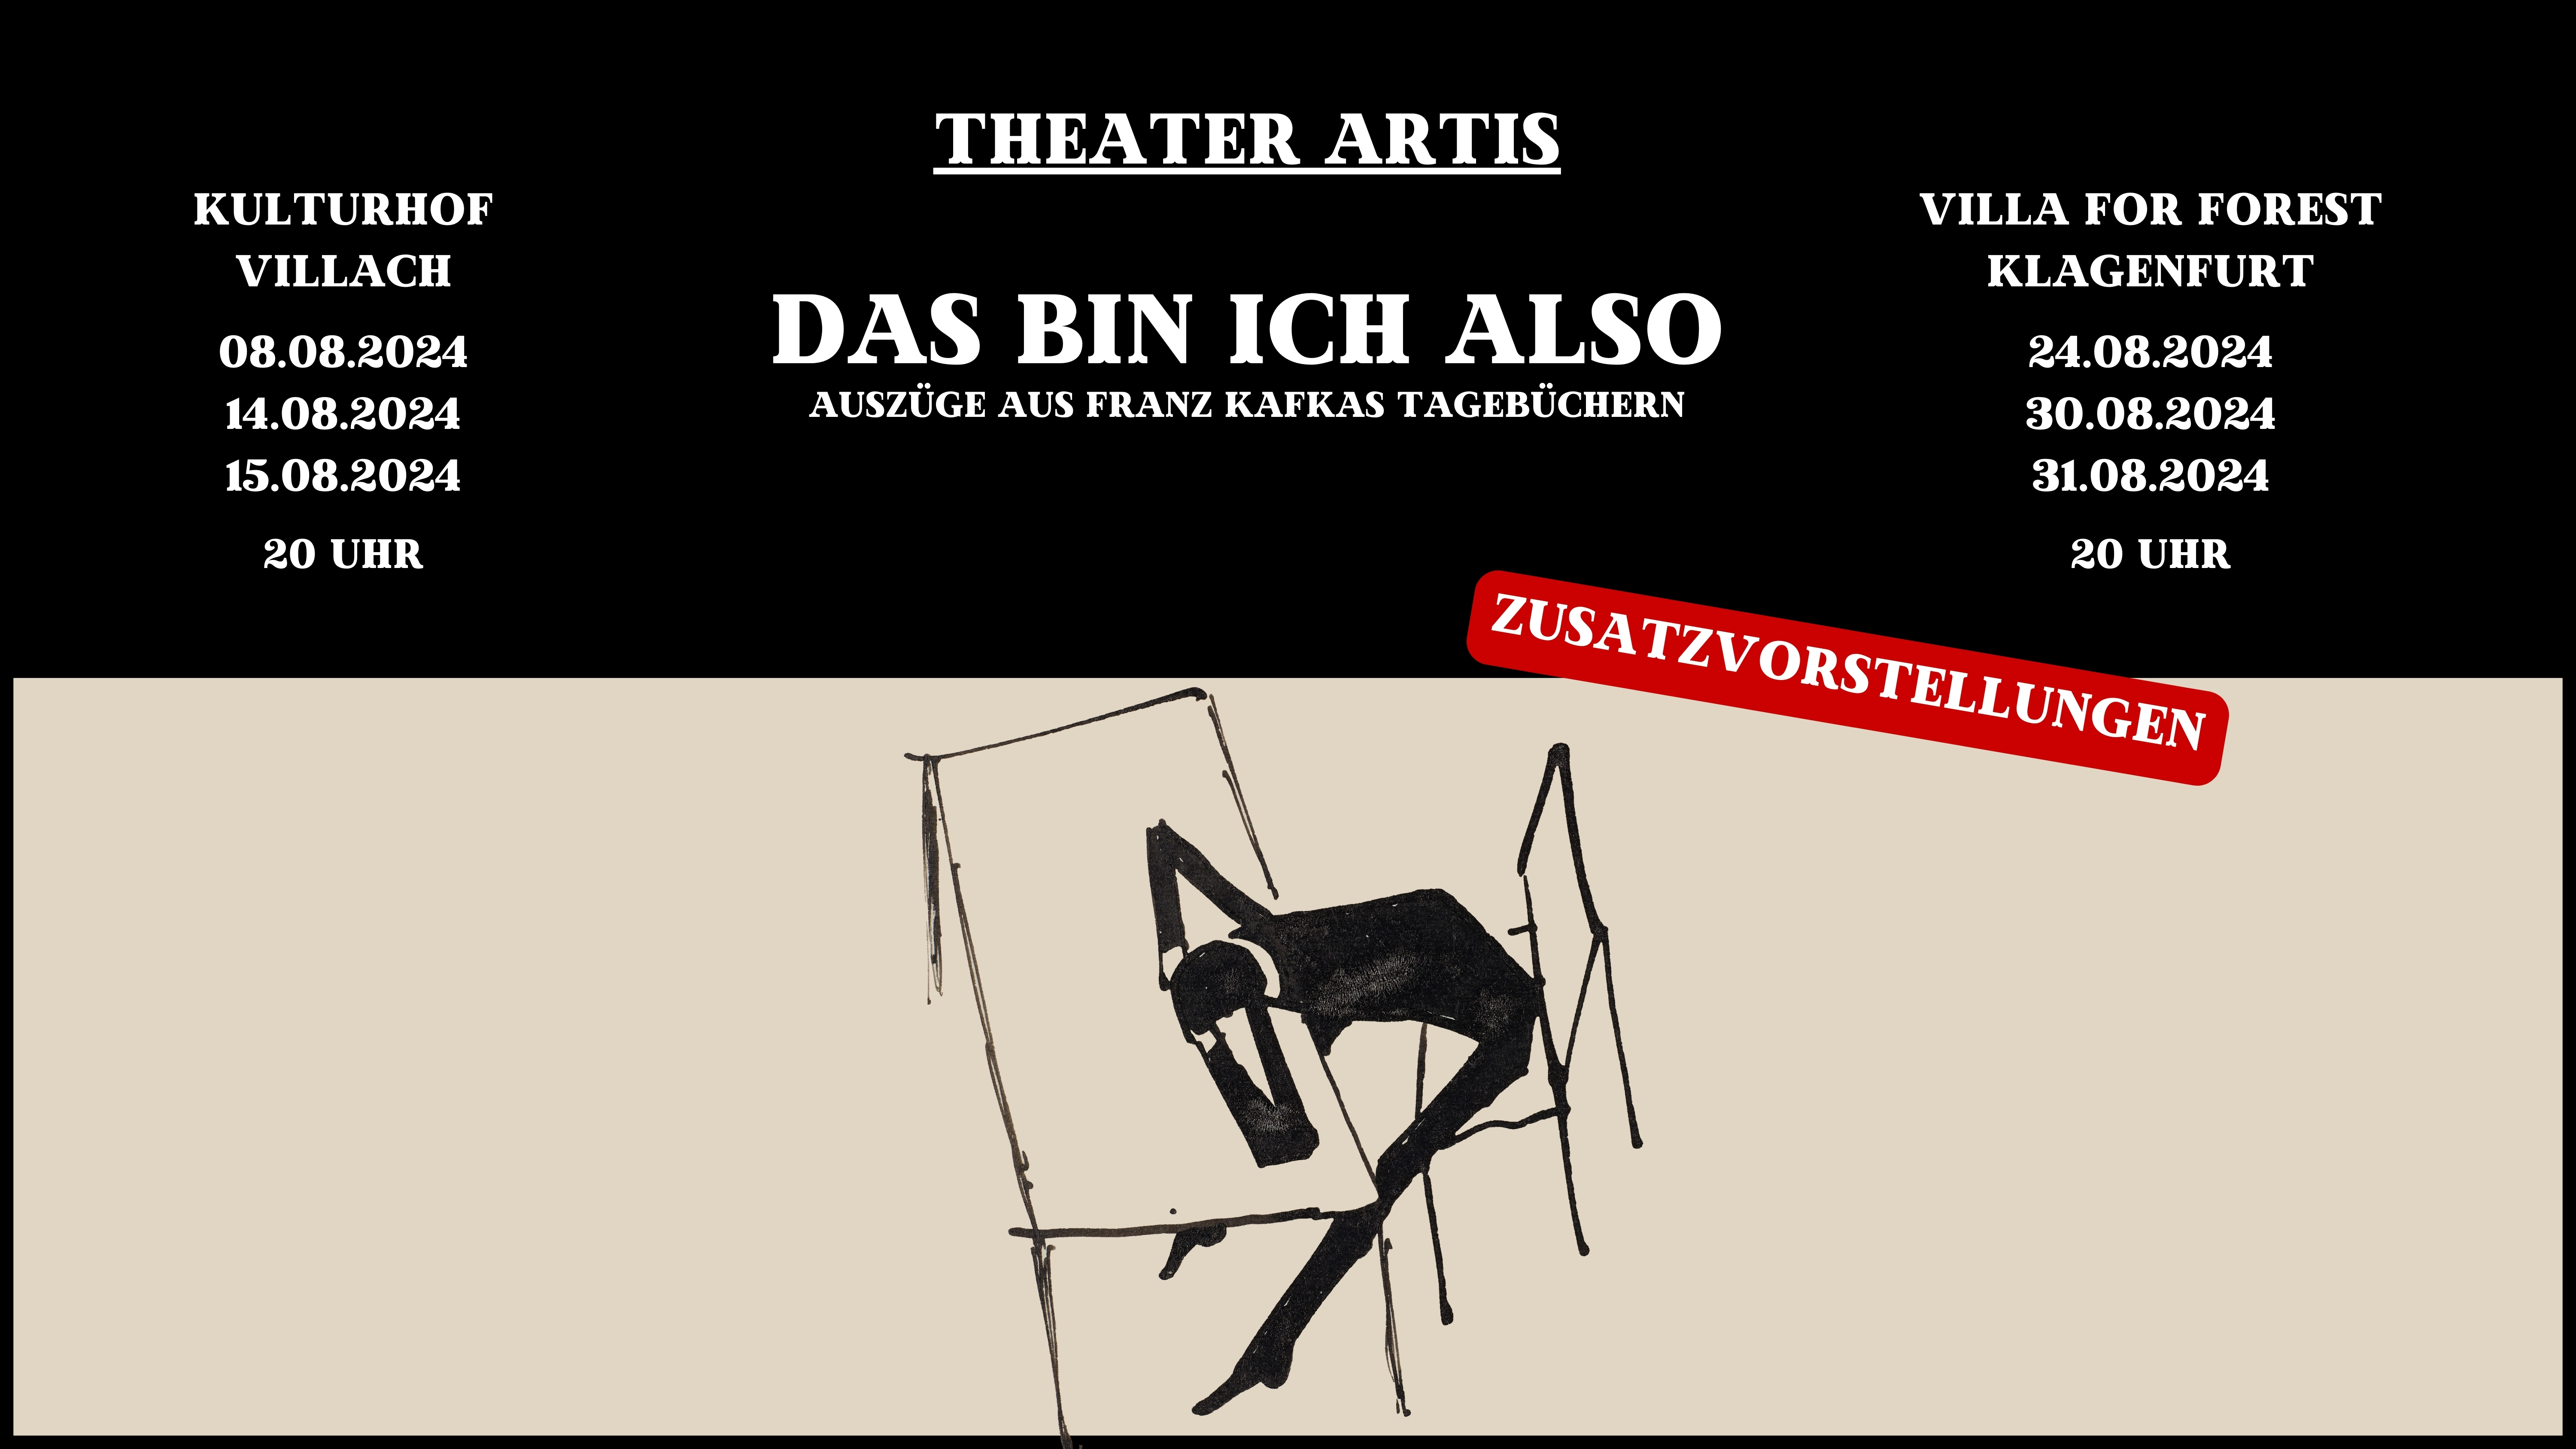 THEATER ARTIS
KULTURHOF
VILLACH
08.08.2024
14.08.2024
15.08.2024
20 UHR
DAS BIN ICH ALSO
AUSZÜGE AUS FRANZ KAFKAS TAGEBÜCHERN
VILLA FOR FOREST
KLAGENFURT
24.08.2024
30.08.2024
31.08.2024
20 UHR
ZUSATZVORSTELLUNGEN